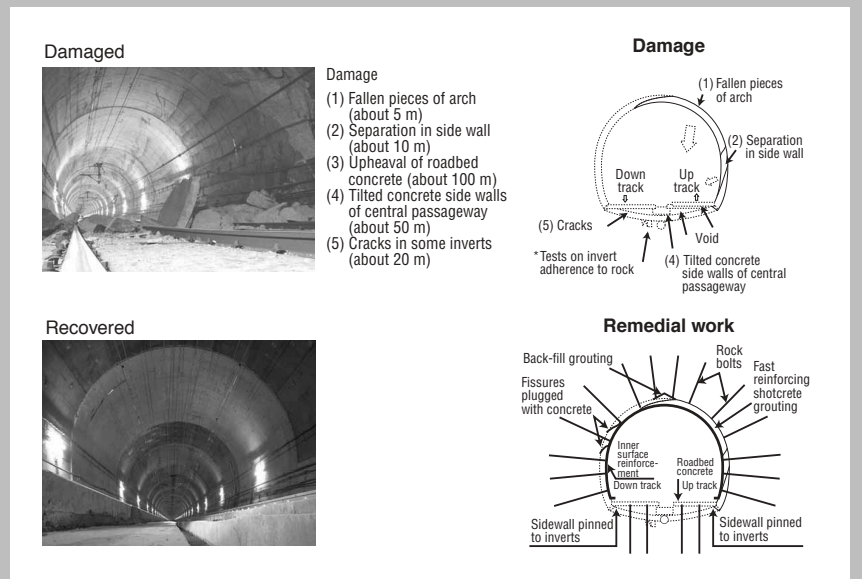 Damaged
Damage
(1) Fallen pieces of arch
(about 5 m)
(2) Separation in side wall
(about 10 m)
(3) Upheaval of roadbed
concrete (about 100 m)
(4) Tilted concrete side walls
of central passageway
(about 50 m)
(5) Cracks in some inverts
(about 20 m)
Damage
(1) Fallen pieces
of arch
(2) Separation
in side wall
Down
track
Up
track
(5) Cracks
Void
*Tests on invert
adherence to rock
(4) Tilted concrete
side walls of central
passageway
Recovered
Remedial work
Back-fill grouting
Rock
bolts
Fissures
plugged
with concrete
Fast
reinforcing
shotcrete
grouting
Inner
surface
reinforce-
ment
Roadbed
concrete
Down track
Up track
Sidewall pinned
to inverts
Sidewall pinned
to inverts